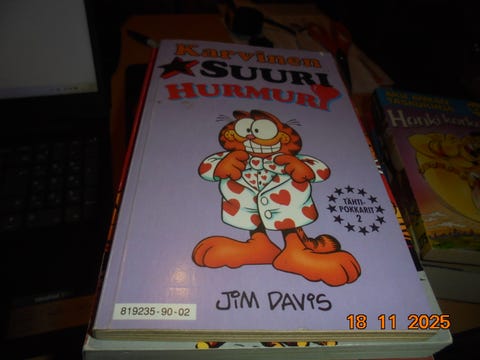 Karvinen
SUURI
HURMURI
TÄHTI-
POKKARIT
2
JIM DAVIS
819235-90-02
18 11 2025